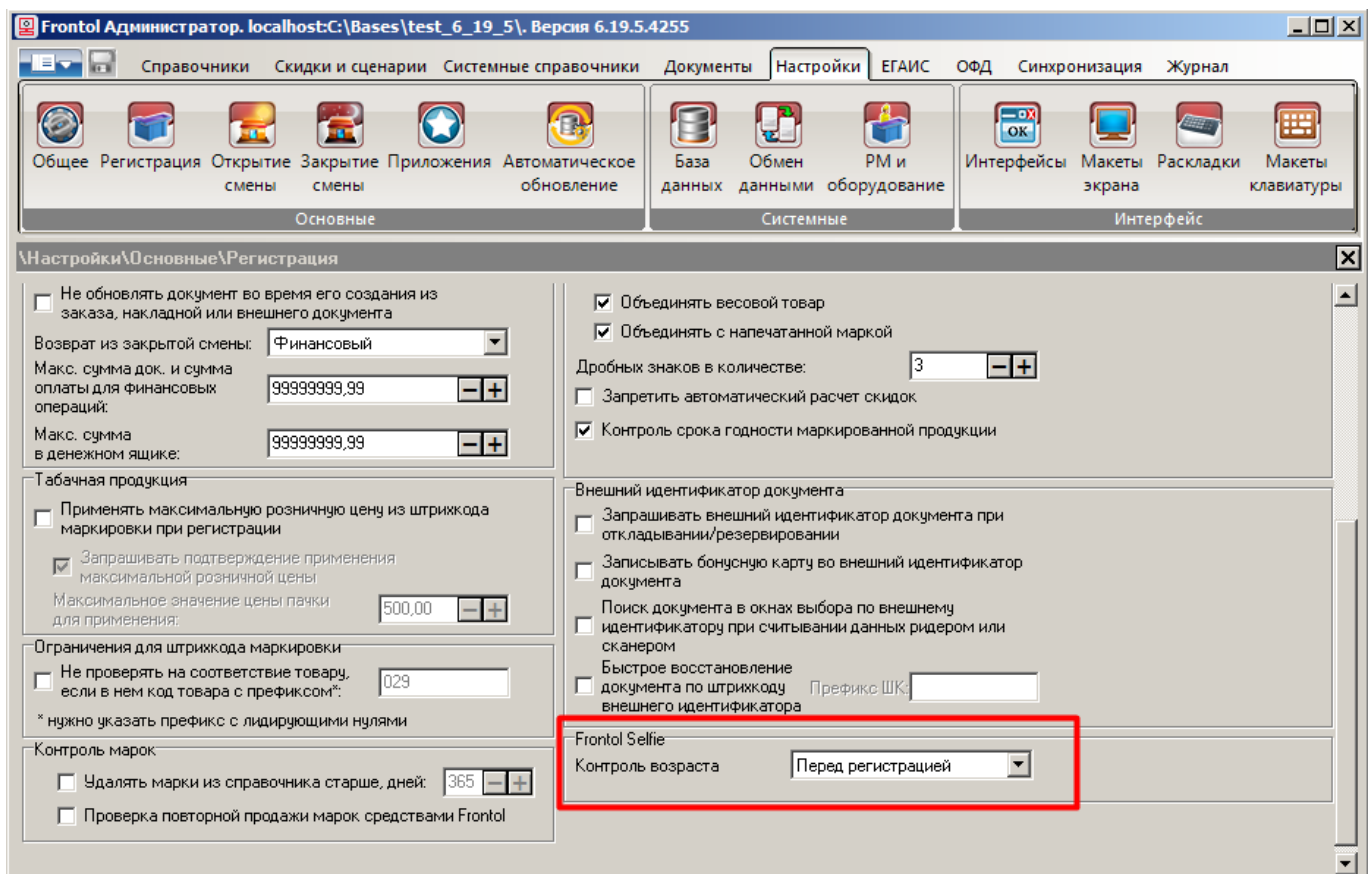 Frontol Администратор. localhost:C:\Bases\test_6_19_5\. Версия 6.19.5.4255
Справочники Скидки и сценарии Системные справочники Документы Настройки ЕГАИС ОФД Синхронизация Журнал
Общее Регистрация Открытие смены Закрытие смены Приложения Автоматическое обновление
Основные
База данных Обмен данными РМ и оборудование
Системные
Интерфейсы Макеты экрана Раскладки Макеты клавиатуры
Интерфейс
\Настройки\Основные\Регистрация
Не обновлять документ во время его создания из
заказа, накладной или внешнего документа
Возврат из закрытой смены: Финансовый
Макс. сумма док. и сумма
оплаты для финансовых
операций:
99999999,99
Макс. сумма
в денежном ящике:
99999999,99
Табачная продукция
Применять максимальную розничную цену из штрихкода
маркировки при регистрации
Запрашивать подтверждение применения
максимальной розничной цены
Максимальное значение цены пачки
для применения:
500,00
Ограничения для штрихкода маркировки
Не проверять на соответствие товару,
если в нем код товара с префиксом*:
029
* нужно указать префикс с лидирующими нулями
Контроль марок
Удалять марки из справочника старше, дней: 365
Проверка повторной продажи марок средствами Frontol
Объединять весовой товар
Объединять с напечатанной маркой
Дробных знаков в количестве: 3
Запретить автоматический расчет скидок
Контроль срока годности маркированной продукции
Внешний идентификатор документа
Запрашивать внешний идентификатор документа при
откладывании/резервировании
Записывать бонусную карту во внешний идентификатор
документа
Поиск документа в окнах выбора по внешнему
идентификатору при считывании данных ридером или
сканером
Быстрое восстановление
документа по штрихкоду
внешнего идентификатора
Префикс ШК:
Frontol Selfie
Контроль возраста Перед регистрацией